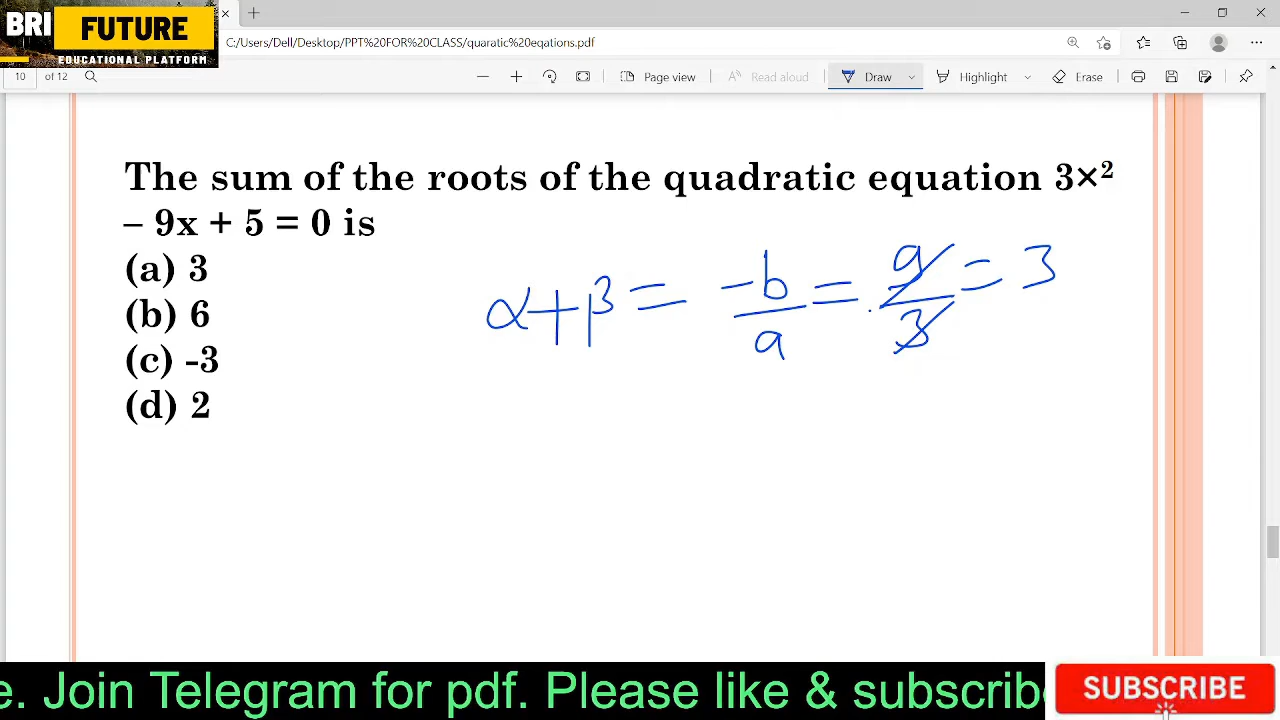 BRI FUTURE
EDUCATIONAL PLATFORM
C:/Users/Dell/Desktop/PPT%20FOR%20CLAS quaratic%20eqations.pdf
10 of 12 Page view Read aloud Draw Highlight Erase
The sum of the roots of the quadratic equation 3×²
– 9x + 5 = 0 is
(a) 3
(b) 6
(c) -3
(d) 2
α+β = -b/a = 9/3 = 3
e. Join Telegram for pdf. Please like & subscribe
SUBSCRIBE